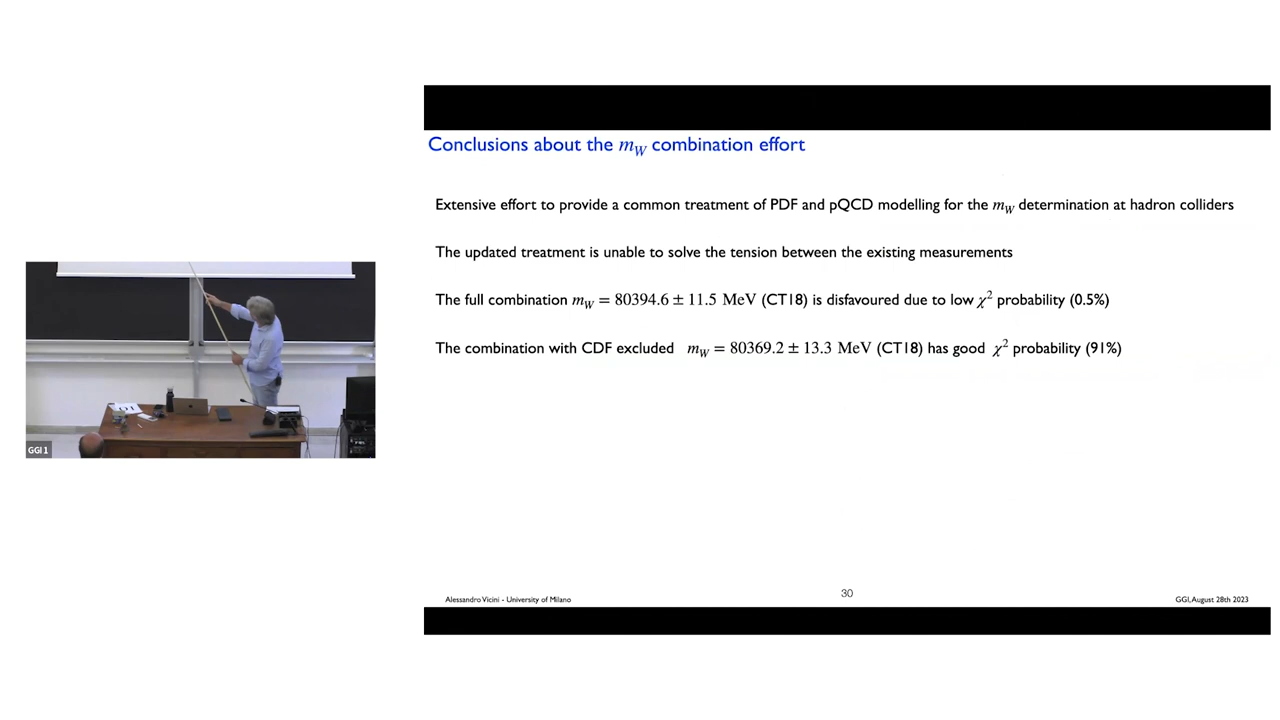 Conclusions about the m_W combination effort
Extensive effort to provide a common treatment of PDF and pQCD modelling for the m_W determination at hadron colliders
The updated treatment is unable to solve the tension between the existing measurements
The full combination m_W = 80394.6 ± 11.5 MeV (CT18) is disfavoured due to low χ² probability (0.5%)
The combination with CDF excluded m_W = 80369.2 ± 13.3 MeV (CT18) has good χ² probability (91%)
GGI 1
Alessandro Vicini - University of Milano
30
GGI, August 28th 2023